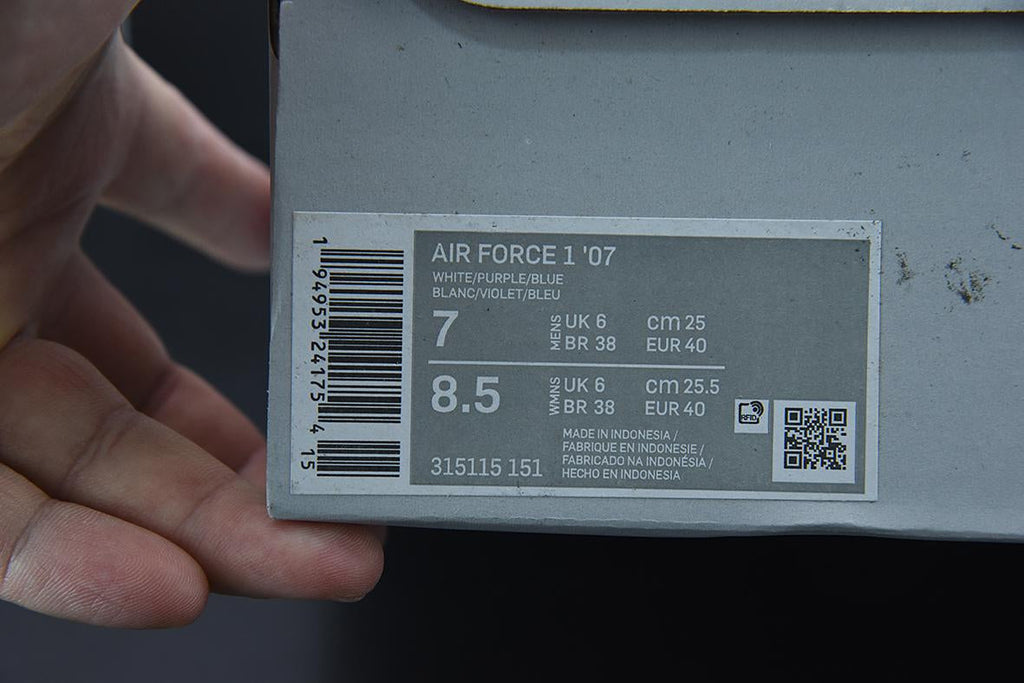 1 94953 24175 4
15
AIR FORCE 1 '07
WHITE/PURPLE/BLUE
BLANC/VIOLET/BLEU
7 MENS UK 6 cm 25
BR 38 EUR 40
8.5 WMNS UK 6 cm 25.5
BR 38 EUR 40
RFID
315115 151
MADE IN INDONESIA /
FABRIQUE EN INDONESIE /
FABRICADO NA INDONÉSIA /
HECHO EN INDONESIA